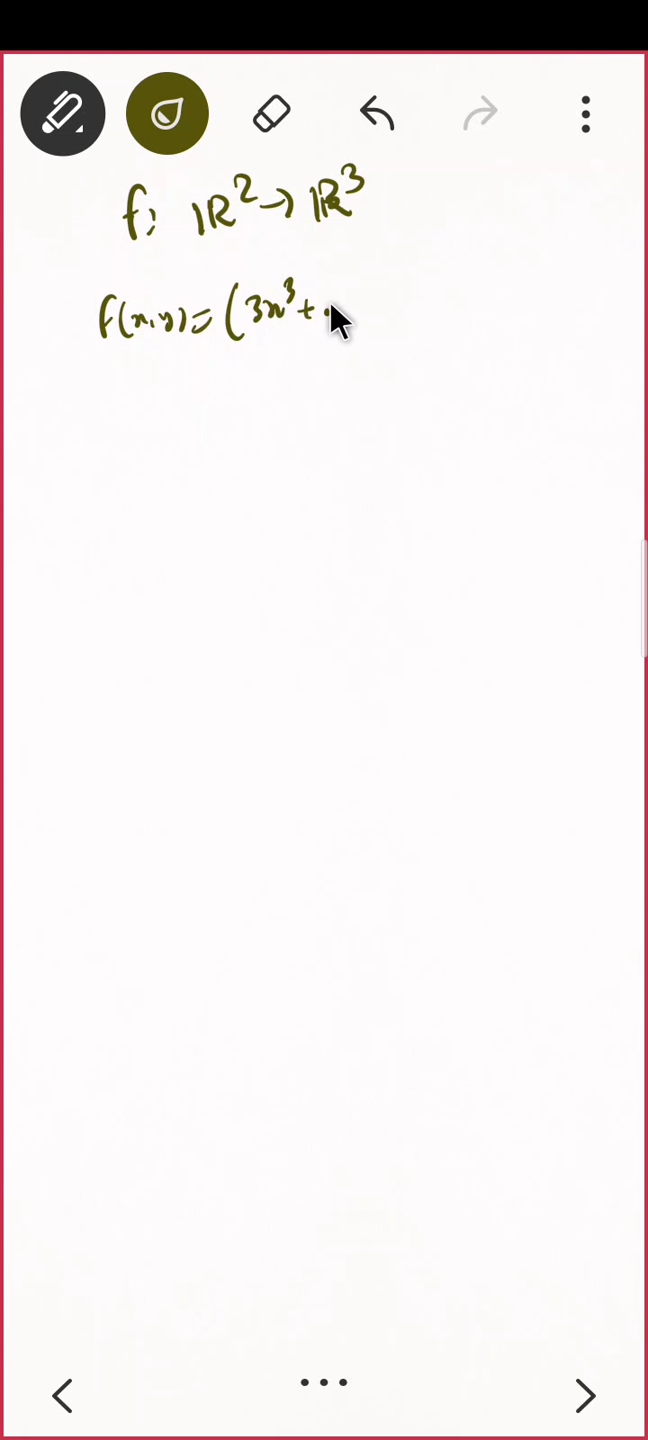 f: ℝ² → ℝ³
f(x,y) = (3x³ +